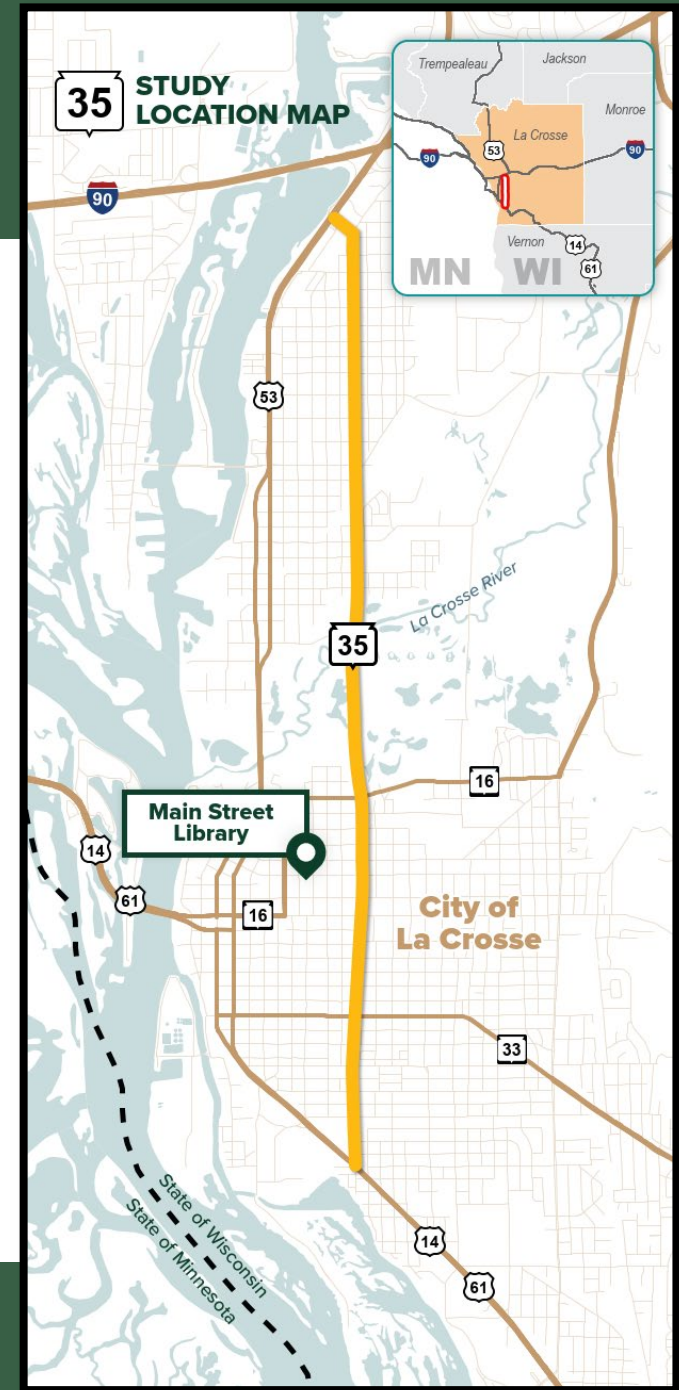 35
STUDY
LOCATION MAP
90
Trempealeau
Jackson
Monroe
La Crosse
53
90
90
Vernon
14
61
MN
WI
53
La Crosse River
35
16
Main Street
Library
14
61
16
City of
La Crosse
33
State of Wisconsin
State of Minnesota
14
61